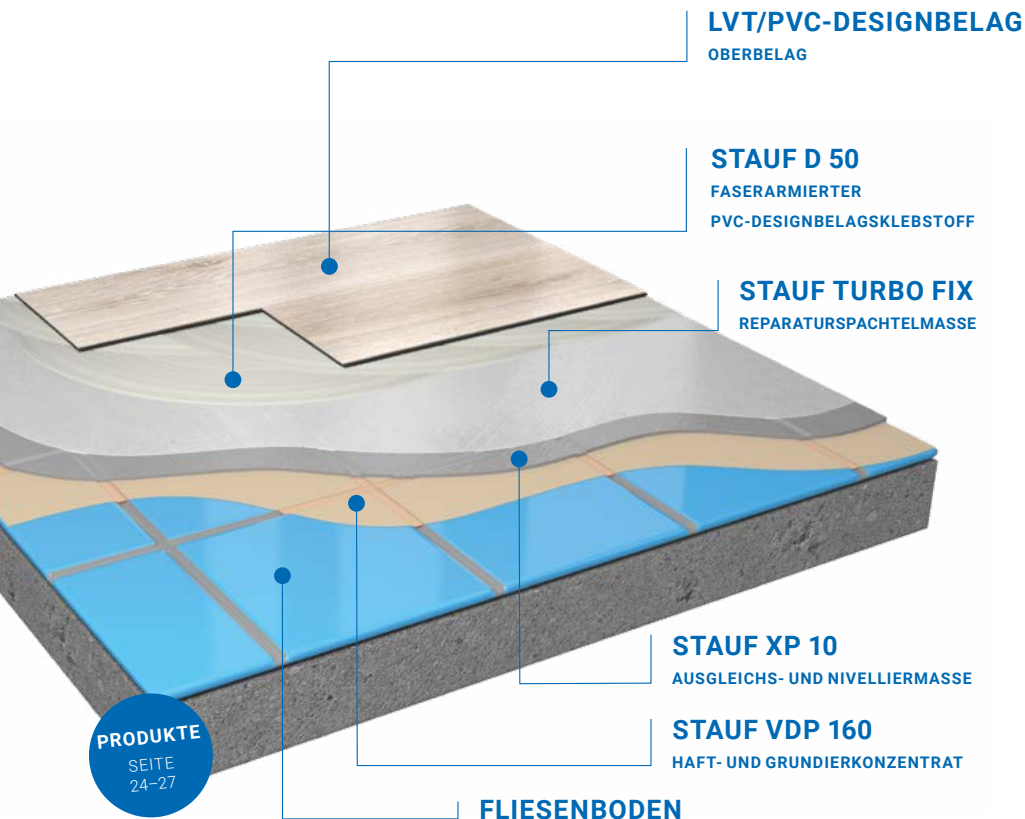 LVT/PVC-DESIGNBELAG
OBERBELAG
STAUF D 50
FASERARMIERTER
PVC-DESIGNBELAGSKLEBSTOFF
STAUF TURBO FIX
REPARATURSPACHTELMASSE
STAUF XP 10
AUSGLEICHS- UND NIVELLIERMASSE
STAUF VDP 160
HAFT- UND GRUNDIERKONZENTRAT
FLIESENBODEN
PRODUKTE
SEITE
24–27